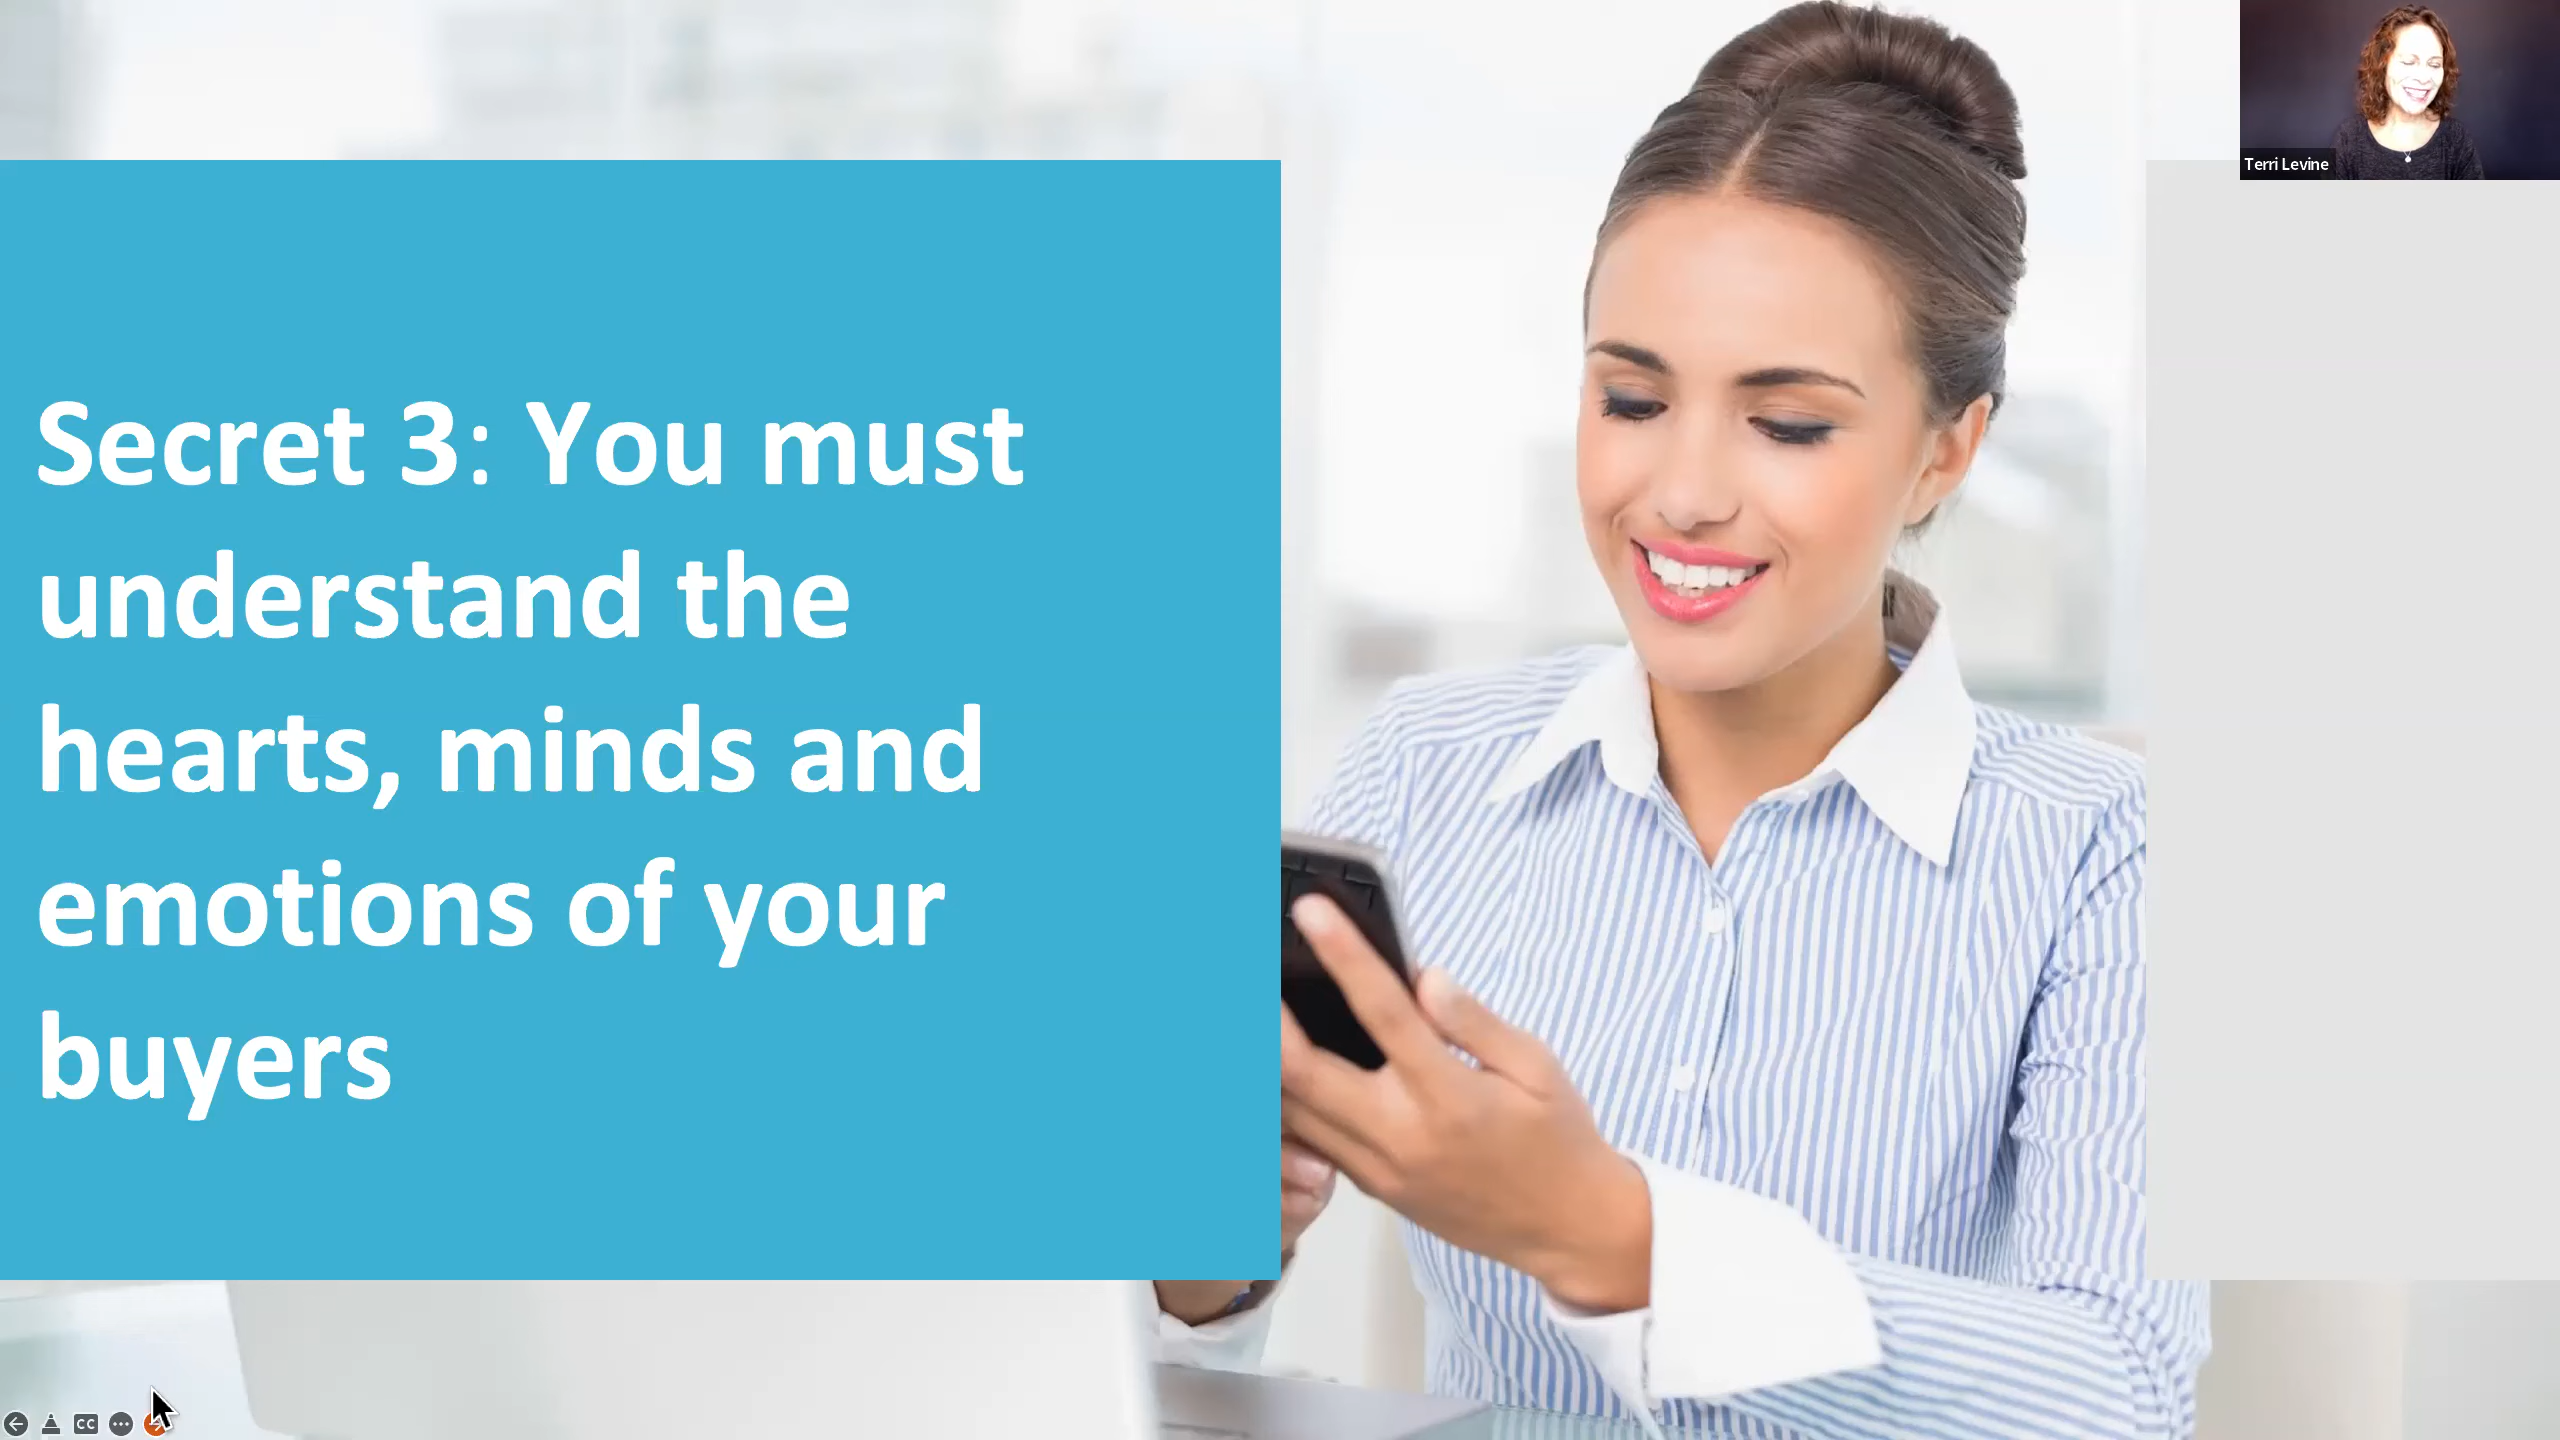 Terri Levine
Secret 3: You must
understand the
hearts, minds and
emotions of your
buyers
CC